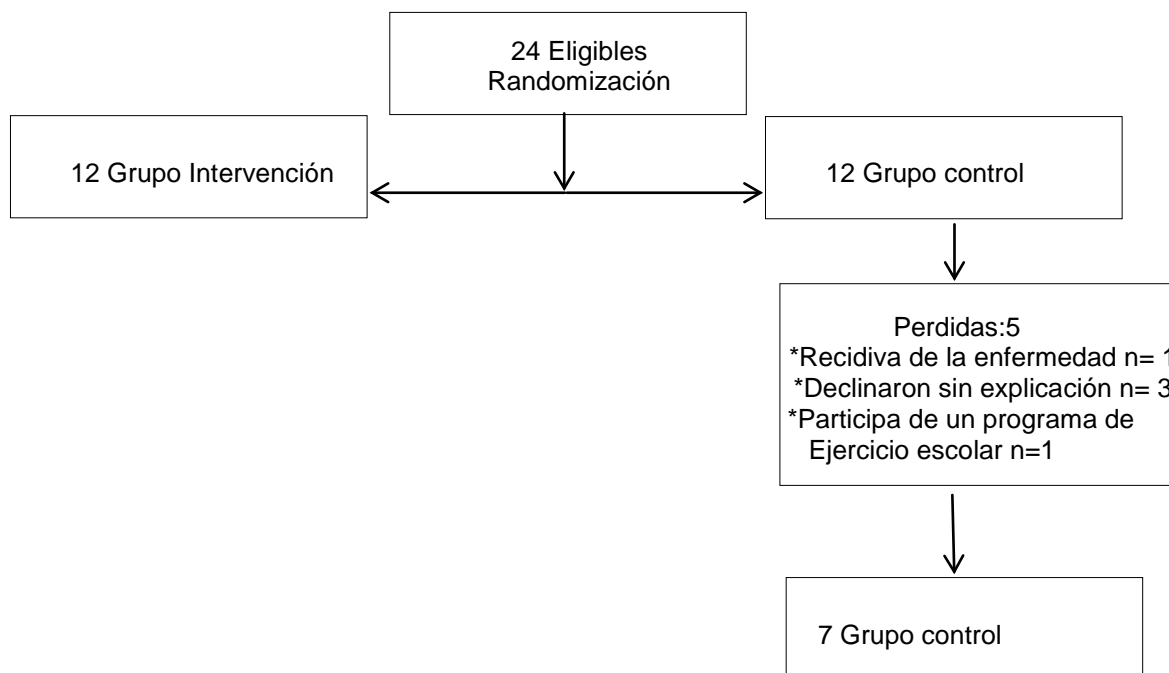 24 Eligibles
Randomización
12 Grupo Intervención
12 Grupo control
Perdidas:5
*Recidiva de la enfermedad n= 1
*Declinaron sin explicación n= 3
*Participa de un programa de
Ejercicio escolar n=1
7 Grupo control